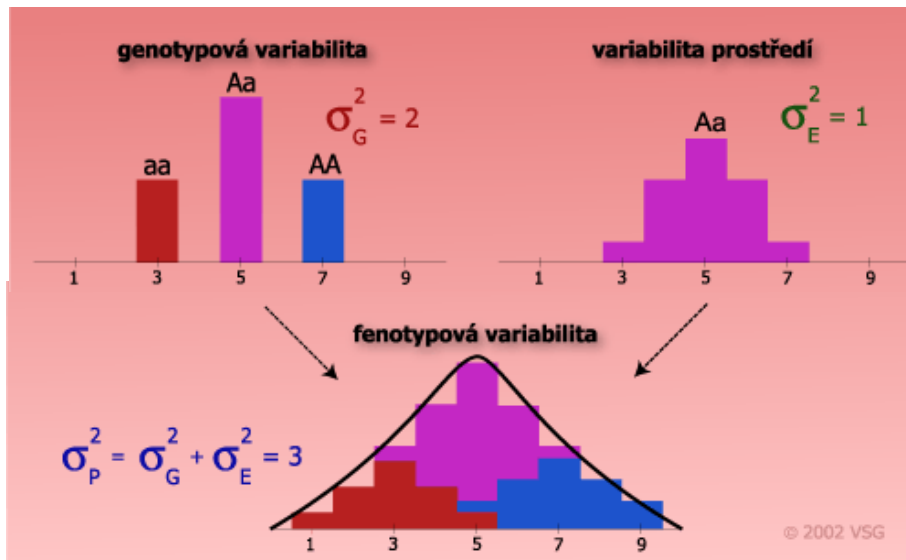 genotypová variabilita
Aa
aa
AA
σ²G = 2
1 3 5 7 9
variabilita prostředí
Aa
σ²E = 1
1 3 5 7 9
fenotypová variabilita
σ²P = σ²G + σ²E = 3
1 3 5 7 9
© 2002 VSG